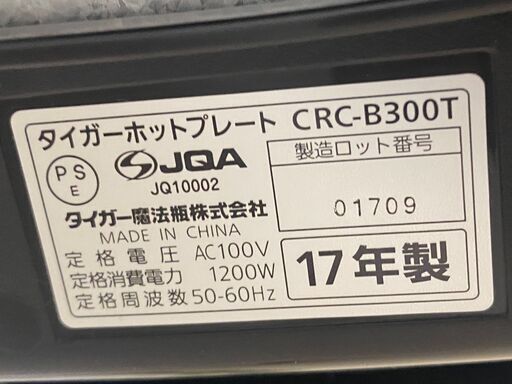 タイガーホットプレート CRC-B300T
PS
E
JQA
JQ10002
製造ロット番号
01709
タイガー魔法瓶株式会社
MADE IN CHINA
定格電圧 AC100V
定格消費電力 1200W
定格周波数 50-60Hz
17年製